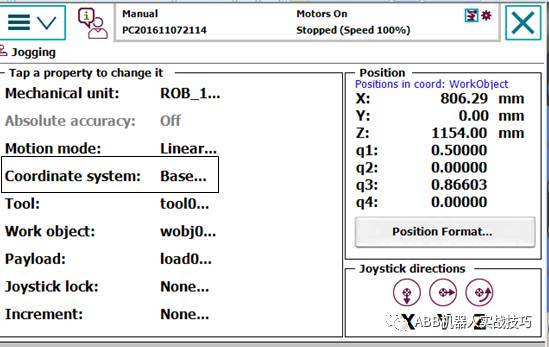 Manual
PC201611072114
Motors On
Stopped (Speed 100%)
Jogging
Tap a property to change it
Mechanical unit: ROB_1...
Absolute accuracy: Off
Motion mode: Linear...
Coordinate system: Base...
Tool: tool0...
Work object: wobj0...
Payload: load0...
Joystick lock: None...
Increment: None...
Position
Positions in coord: WorkObject
X: 806.29 mm
Y: 0.00 mm
Z: 1154.00 mm
q1: 0.50000
q2: 0.00000
q3: 0.86603
q4: 0.00000
Position Format...
Joystick directions
X Y Z
ABB机器人实战技巧